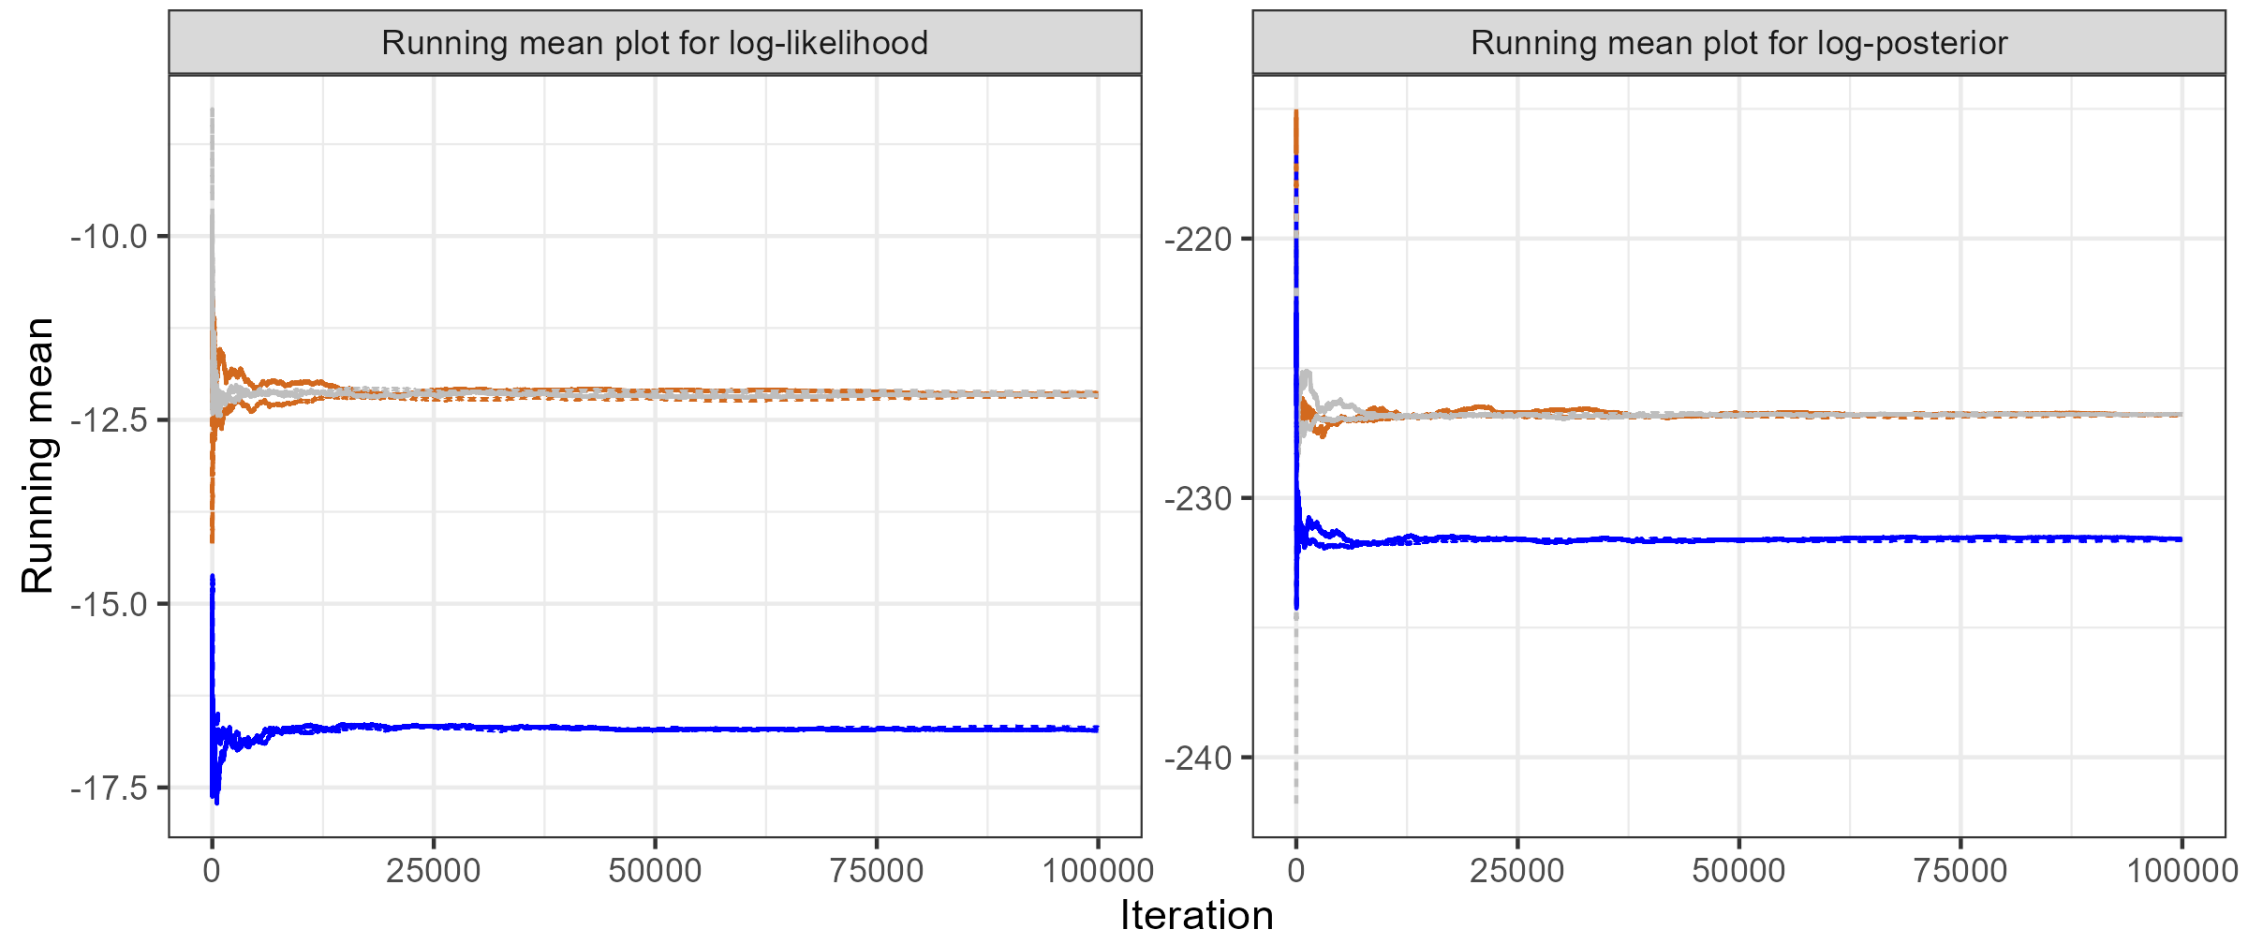 Running mean plot for log-likelihood
Running mean plot for log-posterior
Running mean
-10.0
-12.5
-15.0
-17.5
-220
-230
-240
0 25000 50000 75000 100000
0 25000 50000 75000 100000
Iteration